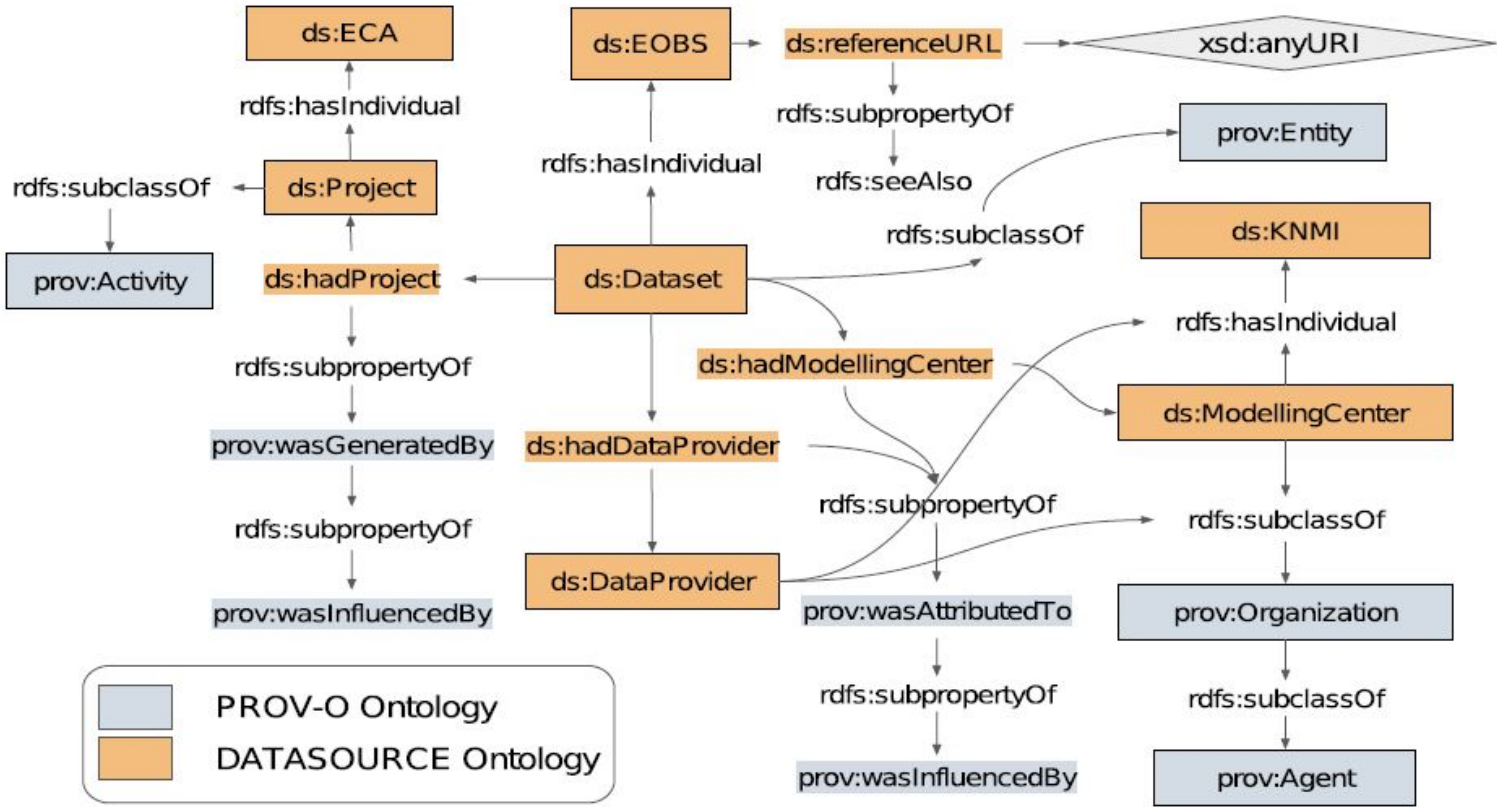 ds:ECA
ds:EOBS
ds:referenceURL
xsd:anyURI
rdfs:hasIndividual
rdfs:subpropertyOf
prov:Entity
rdfs:hasIndividual
rdfs:subclassOf
ds:Project
rdfs:seeAlso
rdfs:subclassOf
ds:KNMI
prov:Activity
ds:hadProject
ds:Dataset
rdfs:hasIndividual
rdfs:subpropertyOf
ds:hadModellingCenter
ds:ModellingCenter
prov:wasGeneratedBy
ds:hadDataProvider
rdfs:subpropertyOf
rdfs:subclassOf
rdfs:subpropertyOf
ds:DataProvider
prov:wasInfluencedBy
prov:wasAttributedTo
prov:Organization
rdfs:subpropertyOf
rdfs:subclassOf
prov:wasInfluencedBy
prov:Agent
PROV-O Ontology
DATASOURCE Ontology